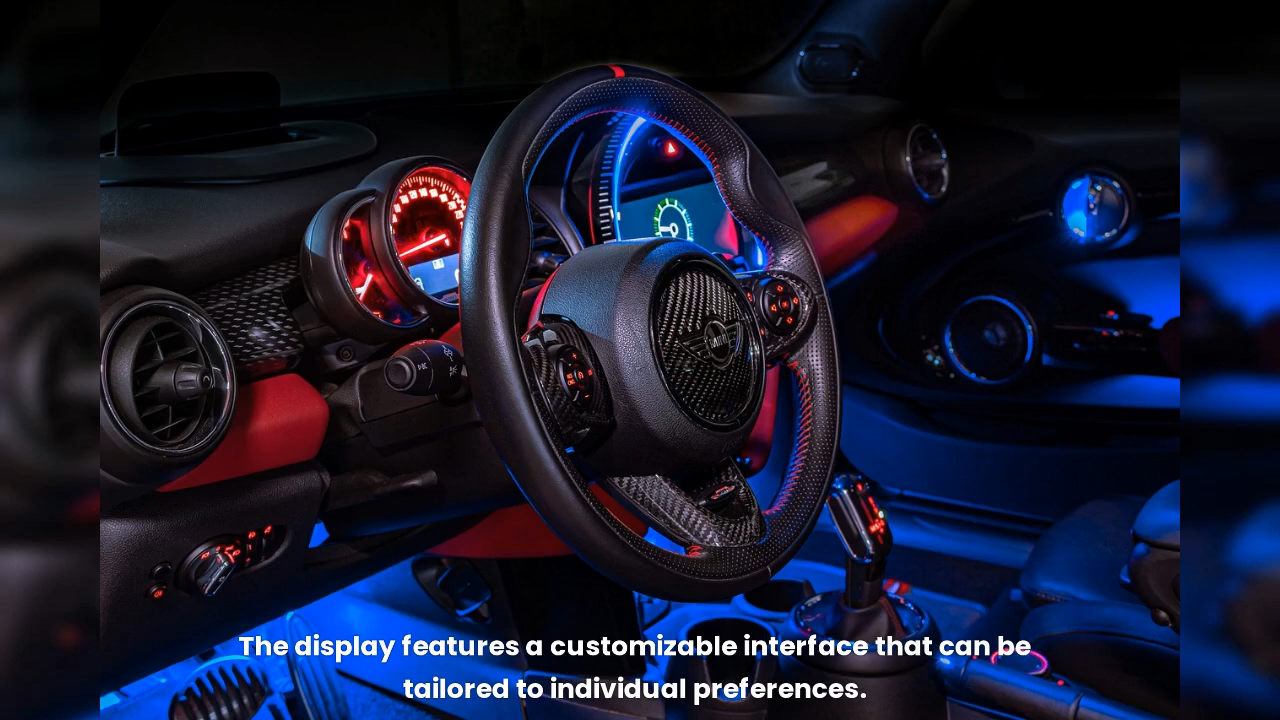 The display features a customizable interface that can be
tailored to individual preferences.